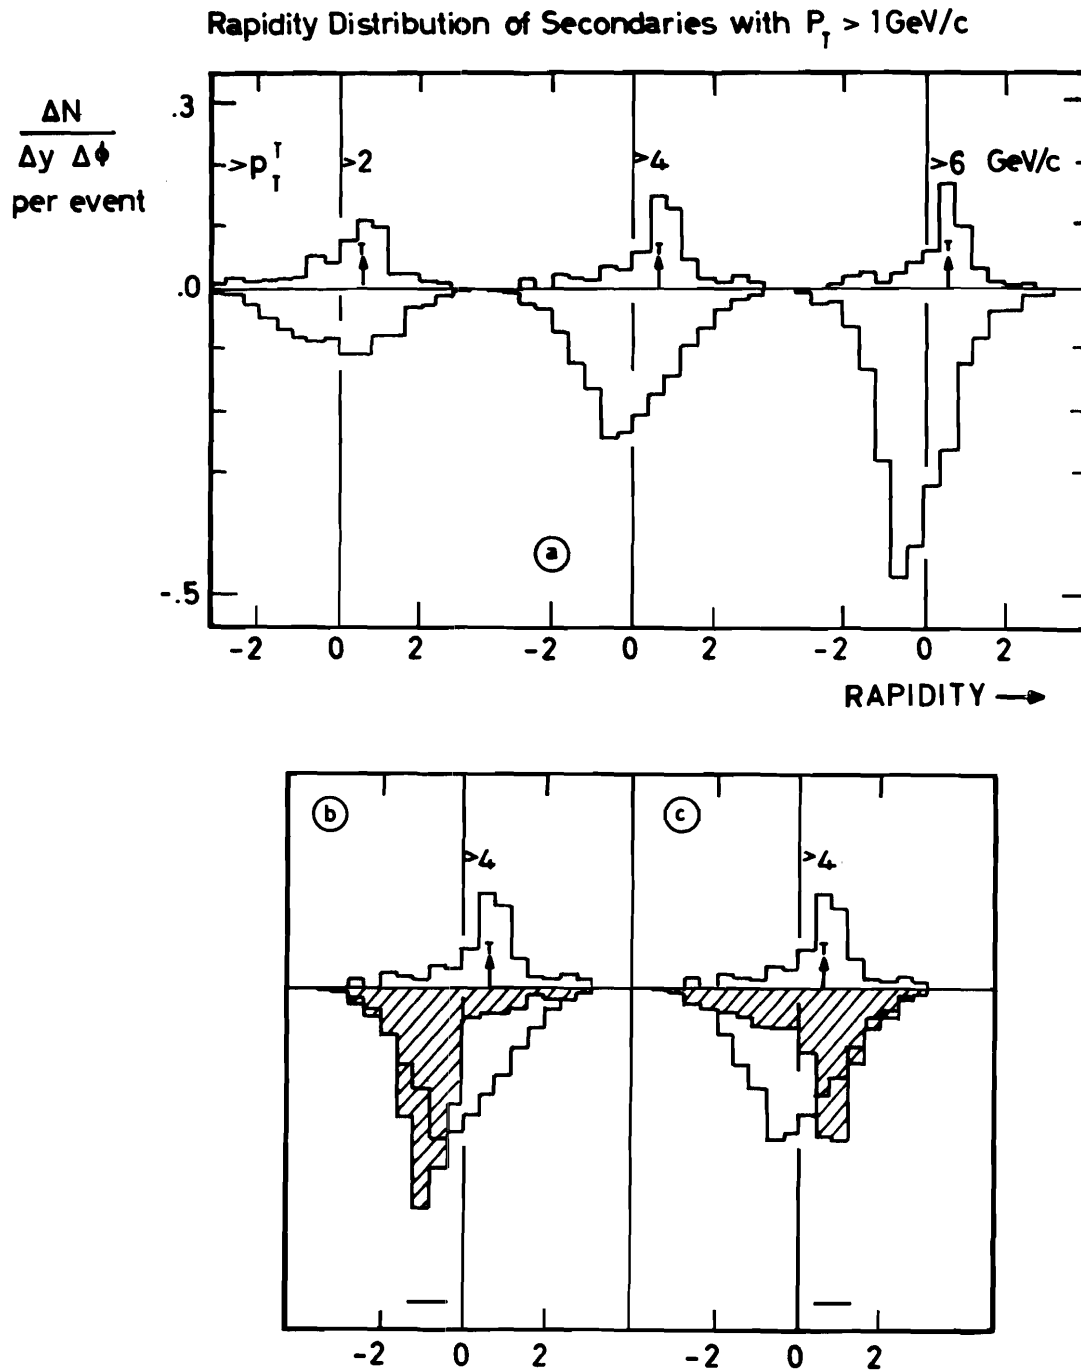 Rapidity Distribution of Secondaries with P_T > 1GeV/c
ΔN
Δy Δϕ
per event
.3
.0
-.5
->p_T^T
>2
>4
>6 GeV/c
T
T
T
a
-2 0 2 -2 0 2 -2 0 2
RAPIDITY →
b
c
>4
>4
T
T
-2 0 2 -2 0 2